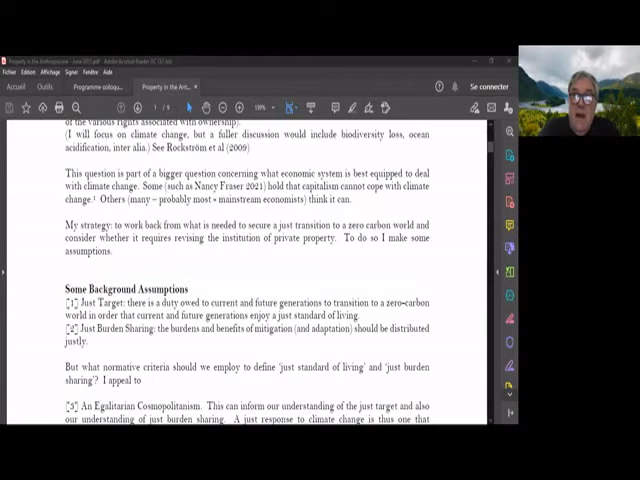 Property in the Anthropocene - June 2021.pdf - Adobe Acrobat Reader DC (32-bit)
Fichier Edition Affichage Signer Fenêtre Aide
Accueil Outils Programme colloqu... Property in the Ant... × Se connecter
1 / 8 130%
of the various rights associated with ownership).
(I will focus on climate change, but a fuller discussion would include biodiversity loss, ocean
acidification, inter alia.) See Rockström et al (2009)
This question is part of a bigger question concerning what economic system is best equipped to deal
with climate change. Some (such as Nancy Fraser 2021) hold that capitalism cannot cope with climate
change.¹ Others (many – probably most - mainstream economists) think it can.
My strategy: to work back from what is needed to secure a just transition to a zero carbon world and
consider whether it requires revising the institution of private property. To do so I make some
assumptions.
Some Background Assumptions
[1] Just Target: there is a duty owed to current and future generations to transition to a zero-carbon
world in order that current and future generations enjoy a just standard of living.
[2] Just Burden Sharing: the burdens and benefits of mitigation (and adaptation) should be distributed
justly.
But what normative criteria should we employ to define 'just standard of living' and 'just burden
sharing'? I appeal to
[3] An Egalitarian Cosmopolitanism. This can inform our understanding of the just target and also
our understanding of just burden sharing. A just response to climate change is thus one that